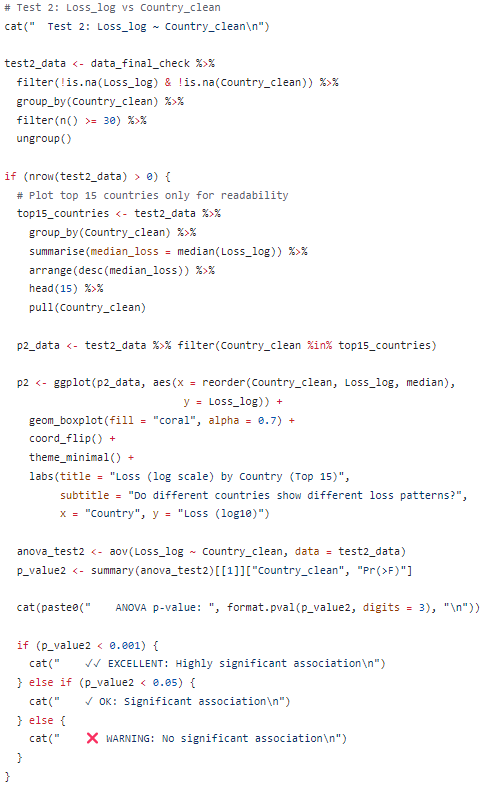 # Test 2: Loss_log vs Country_clean
cat("  Test 2: Loss_log ~ Country_clean\n")

test2_data <- data_final_check %>%
  filter(!is.na(Loss_log) & !is.na(Country_clean)) %>%
  group_by(Country_clean) %>%
  filter(n() >= 30) %>%
  ungroup()

if (nrow(test2_data) > 0) {
  # Plot top 15 countries only for readability
  top15_countries <- test2_data %>%
    group_by(Country_clean) %>%
    summarise(median_loss = median(Loss_log)) %>%
    arrange(desc(median_loss)) %>%
    head(15) %>%
    pull(Country_clean)

  p2_data <- test2_data %>% filter(Country_clean %in% top15_countries)

  p2 <- ggplot(p2_data, aes(x = reorder(Country_clean, Loss_log, median),
                             y = Loss_log)) +
    geom_boxplot(fill = "coral", alpha = 0.7) +
    coord_flip() +
    theme_minimal() +
    labs(title = "Loss (log scale) by Country (Top 15)",
         subtitle = "Do different countries show different loss patterns?",
         x = "Country", y = "Loss (log10)")

  anova_test2 <- aov(Loss_log ~ Country_clean, data = test2_data)
  p_value2 <- summary(anova_test2)[[1]]["Country_clean", "Pr(>F)"]

  cat(paste0("    ANOVA p-value: ", format.pval(p_value2, digits = 3), "\n"))

  if (p_value2 < 0.001) {
    cat("    ✓✓ EXCELLENT: Highly significant association\n")
  } else if (p_value2 < 0.05) {
    cat("    ✓ OK: Significant association\n")
  } else {
    cat("    ❌ WARNING: No significant association\n")
  }
}